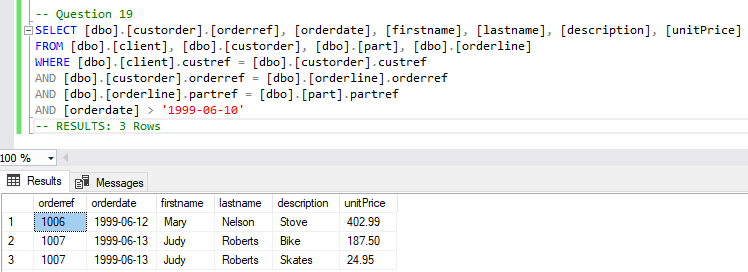 -- Question 19
SELECT [dbo].[custorder].[orderref], [orderdate], [firstname], [lastname], [description], [unitPrice]
FROM [dbo].[client], [dbo].[custorder], [dbo].[part], [dbo].[orderline]
WHERE [dbo].[client].custref = [dbo].[custorder].custref
AND [dbo].[custorder].orderref = [dbo].[orderline].orderref
AND [dbo].[orderline].partref = [dbo].[part].partref
AND [orderdate] > '1999-06-10'
-- RESULTS: 3 Rows
100 %
Results Messages
orderref orderdate firstname lastname description unitPrice
1 1006 1999-06-12 Mary Nelson Stove 402.99
2 1007 1999-06-13 Judy Roberts Bike 187.50
3 1007 1999-06-13 Judy Roberts Skates 24.95